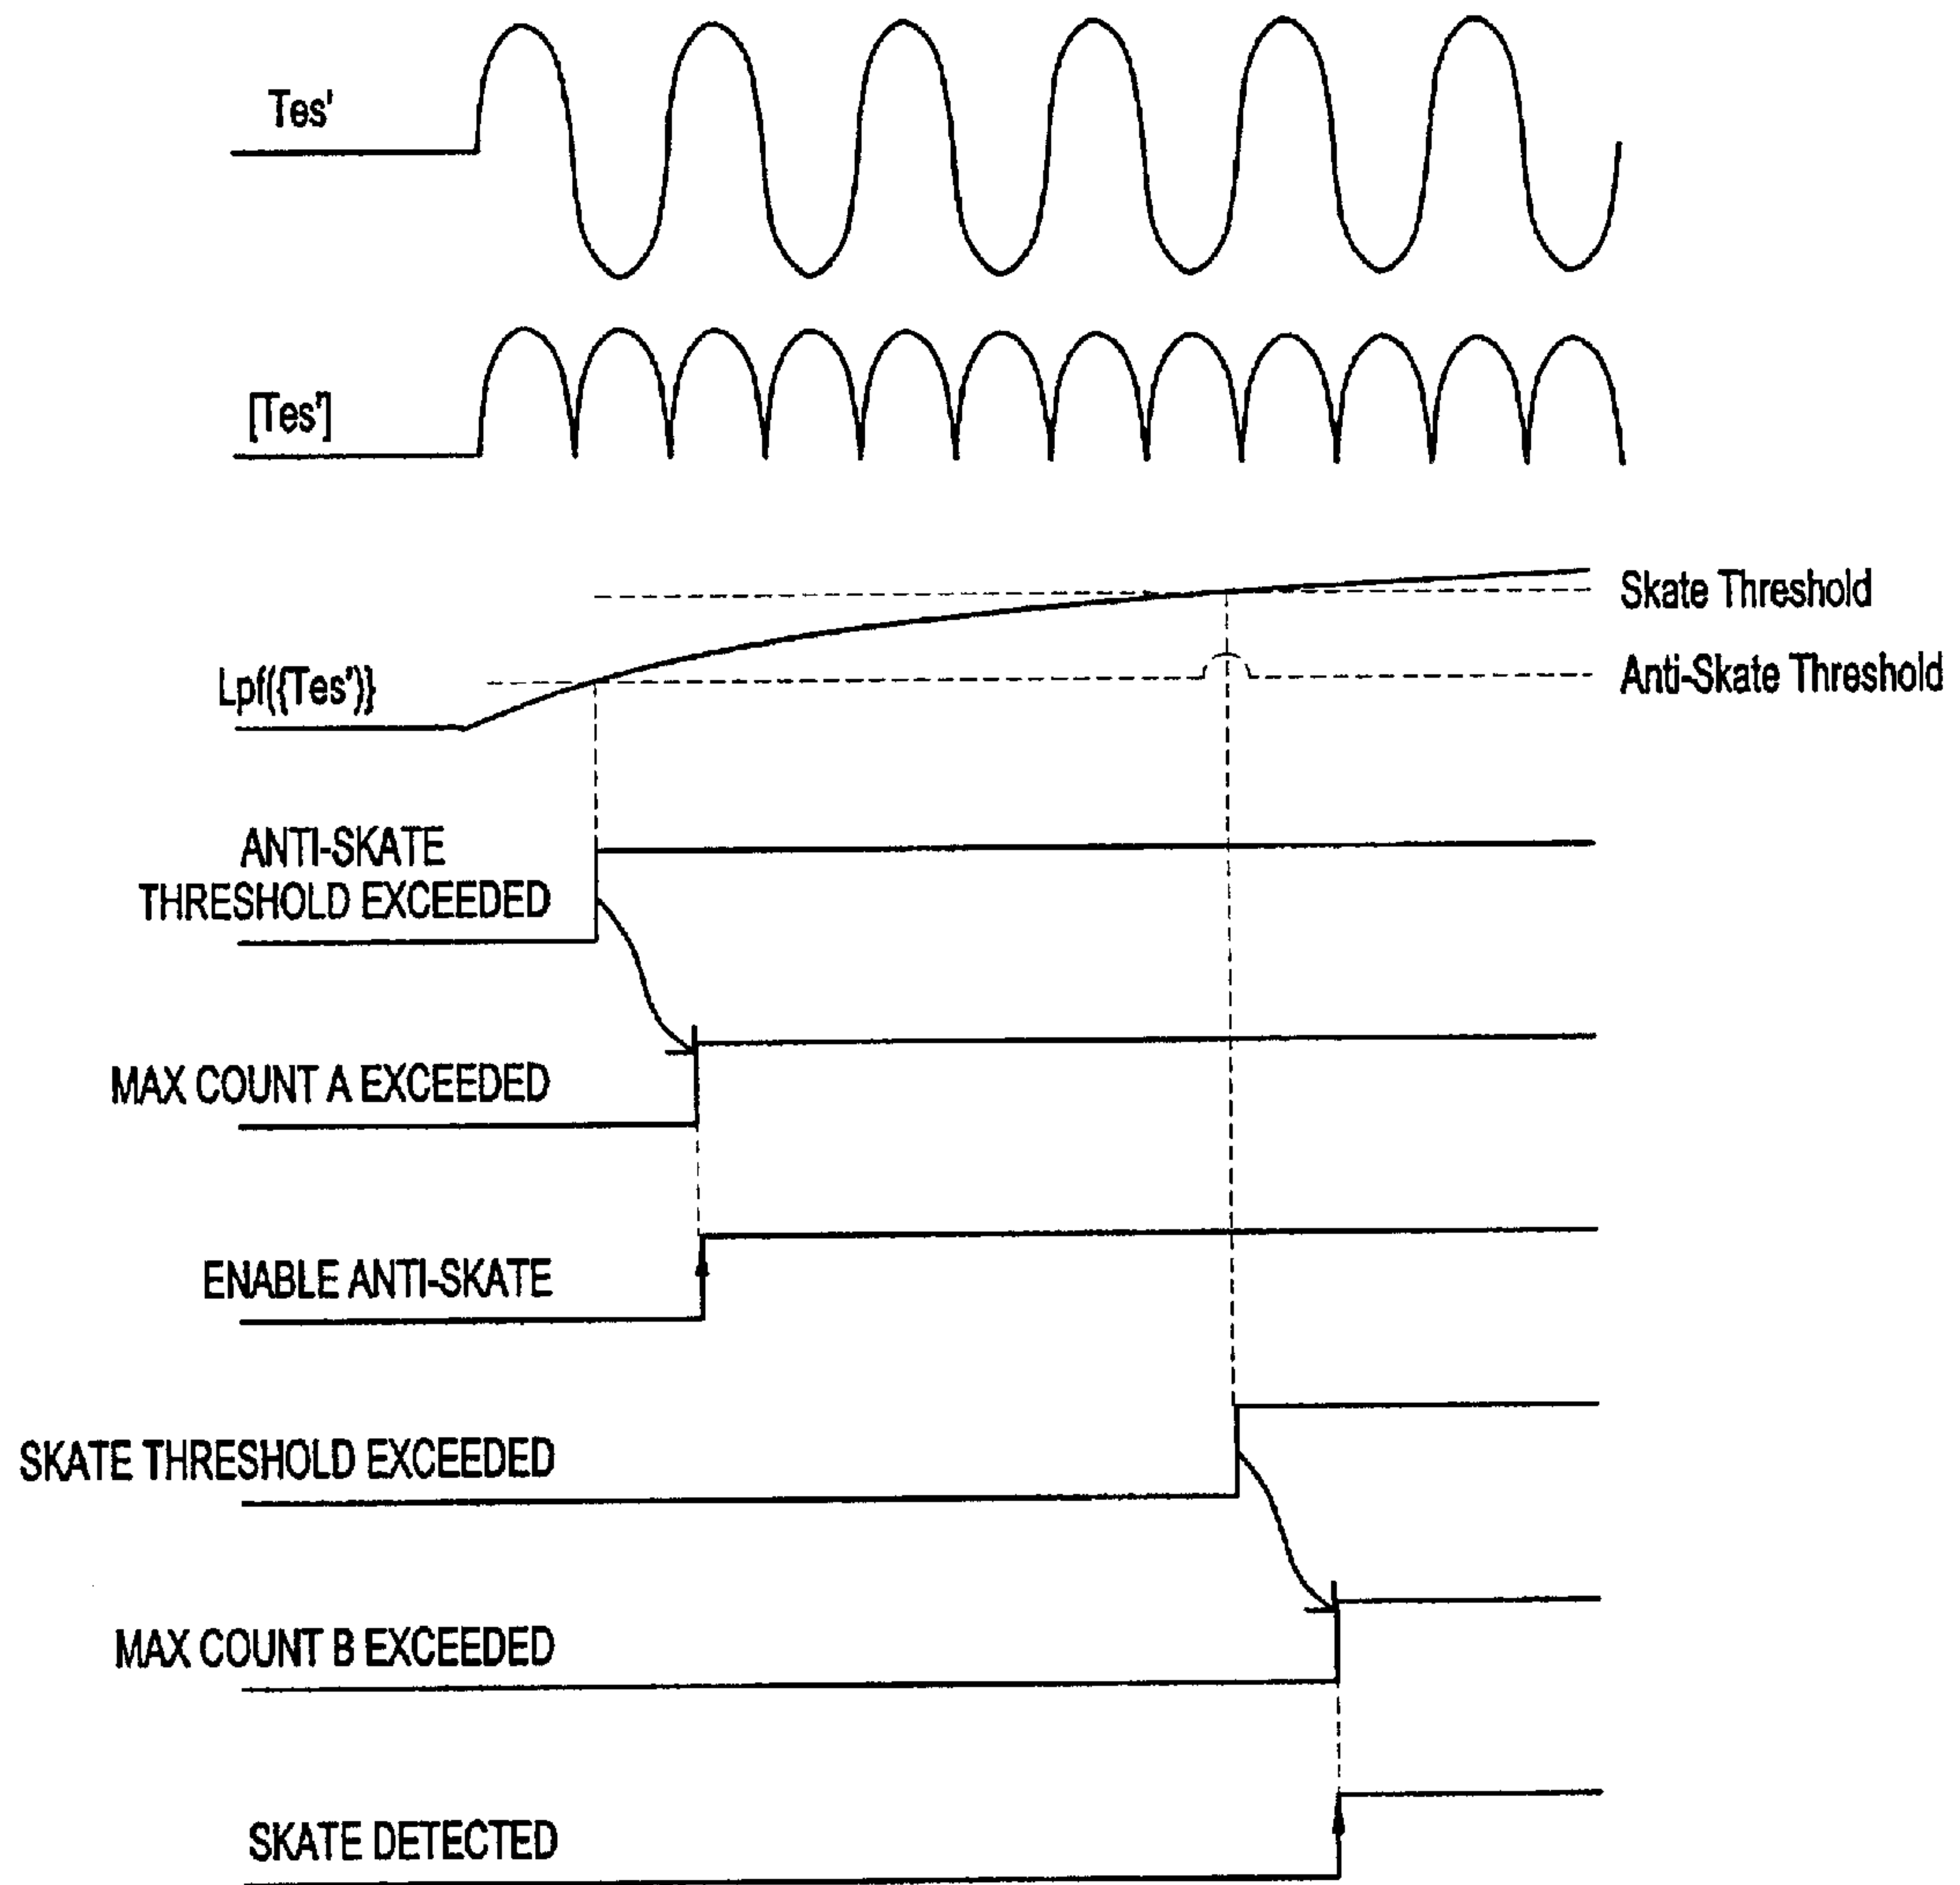 Tes'
[Tes']
Skate Threshold
Lpf({Tes')}
Anti-Skate Threshold
ANTI-SKATE
THRESHOLD EXCEEDED
MAX COUNT A EXCEEDED
ENABLE ANTI-SKATE
SKATE THRESHOLD EXCEEDED
MAX COUNT B EXCEEDED
SKATE DETECTED